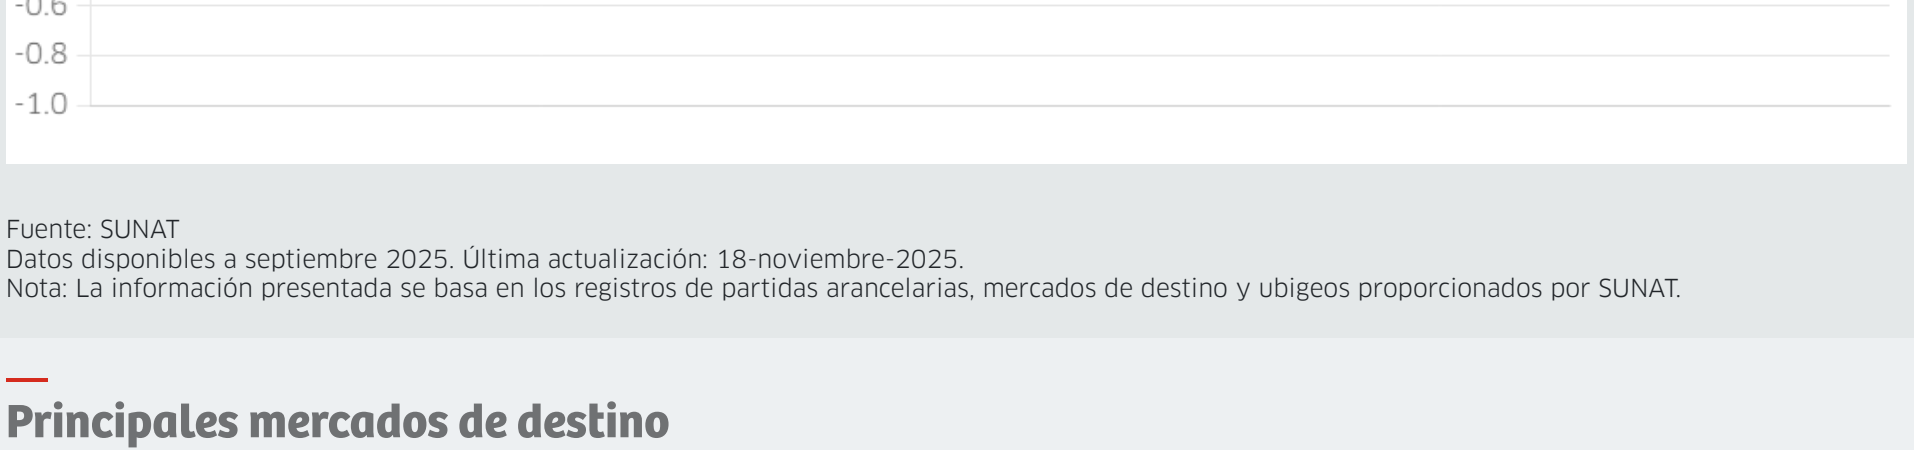 -0.6
-0.8
-1.0
Fuente: SUNAT
Datos disponibles a septiembre 2025. Última actualización: 18-noviembre-2025.
Nota: La información presentada se basa en los registros de partidas arancelarias, mercados de destino y ubigeos proporcionados por SUNAT.
Principales mercados de destino